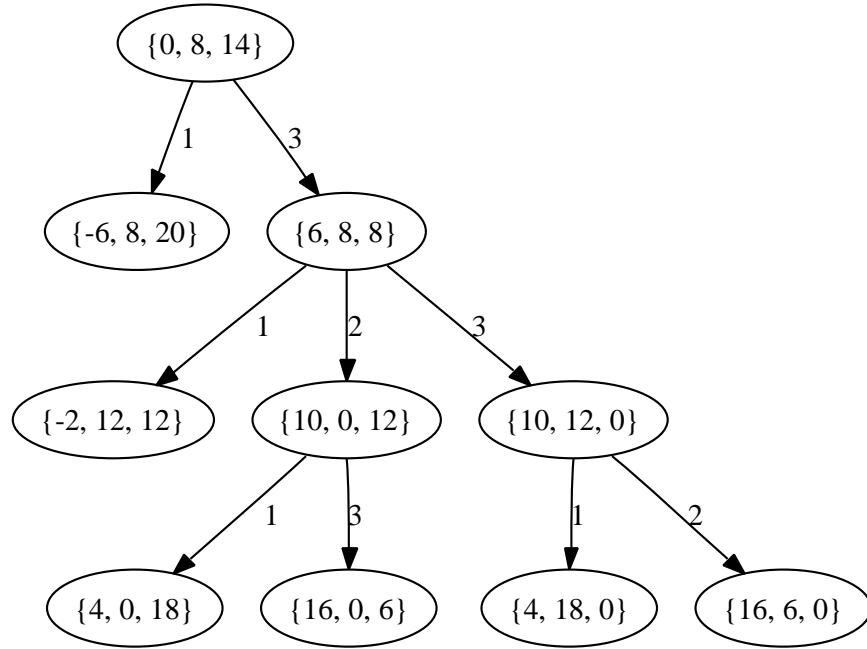 {0, 8, 14}
1
3
{-6, 8, 20}
{6, 8, 8}
1
2
3
{-2, 12, 12}
{10, 0, 12}
{10, 12, 0}
1
3
1
2
{4, 0, 18}
{16, 0, 6}
{4, 18, 0}
{16, 6, 0}